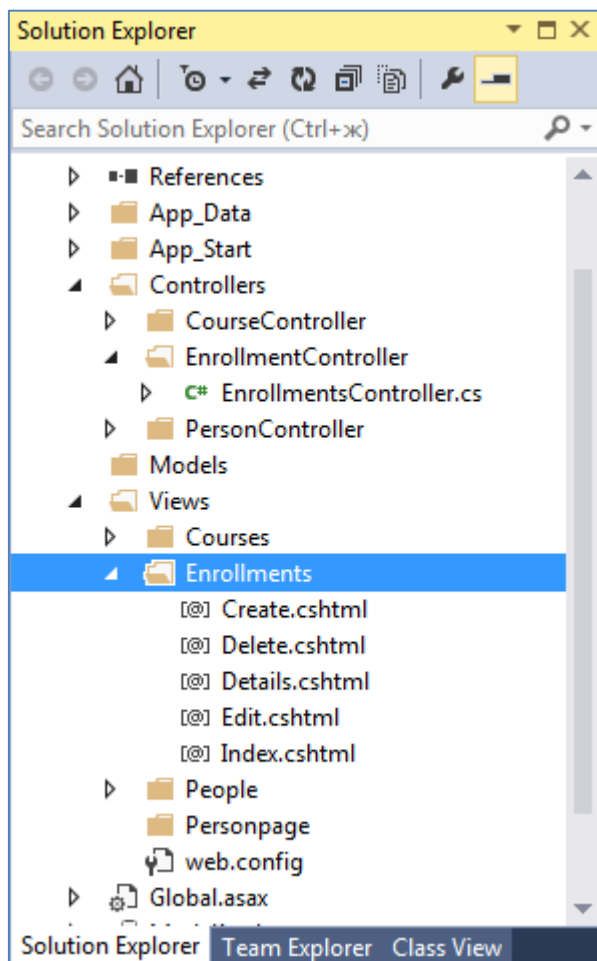 Solution Explorer
Search Solution Explorer (Ctrl+ж)
References
App_Data
App_Start
Controllers
CourseController
EnrollmentController
C# EnrollmentsController.cs
PersonController
Models
Views
Courses
Enrollments
[@] Create.cshtml
[@] Delete.cshtml
[@] Details.cshtml
[@] Edit.cshtml
[@] Index.cshtml
People
Personpage
web.config
Global.asax
Solution Explorer Team Explorer Class View